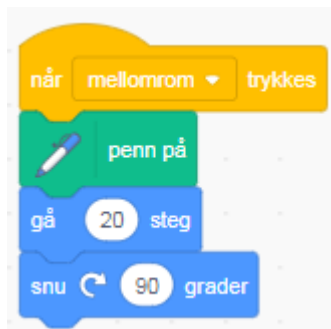 når mellomrom trykkes
penn på
gå 20 steg
snu 90 grader